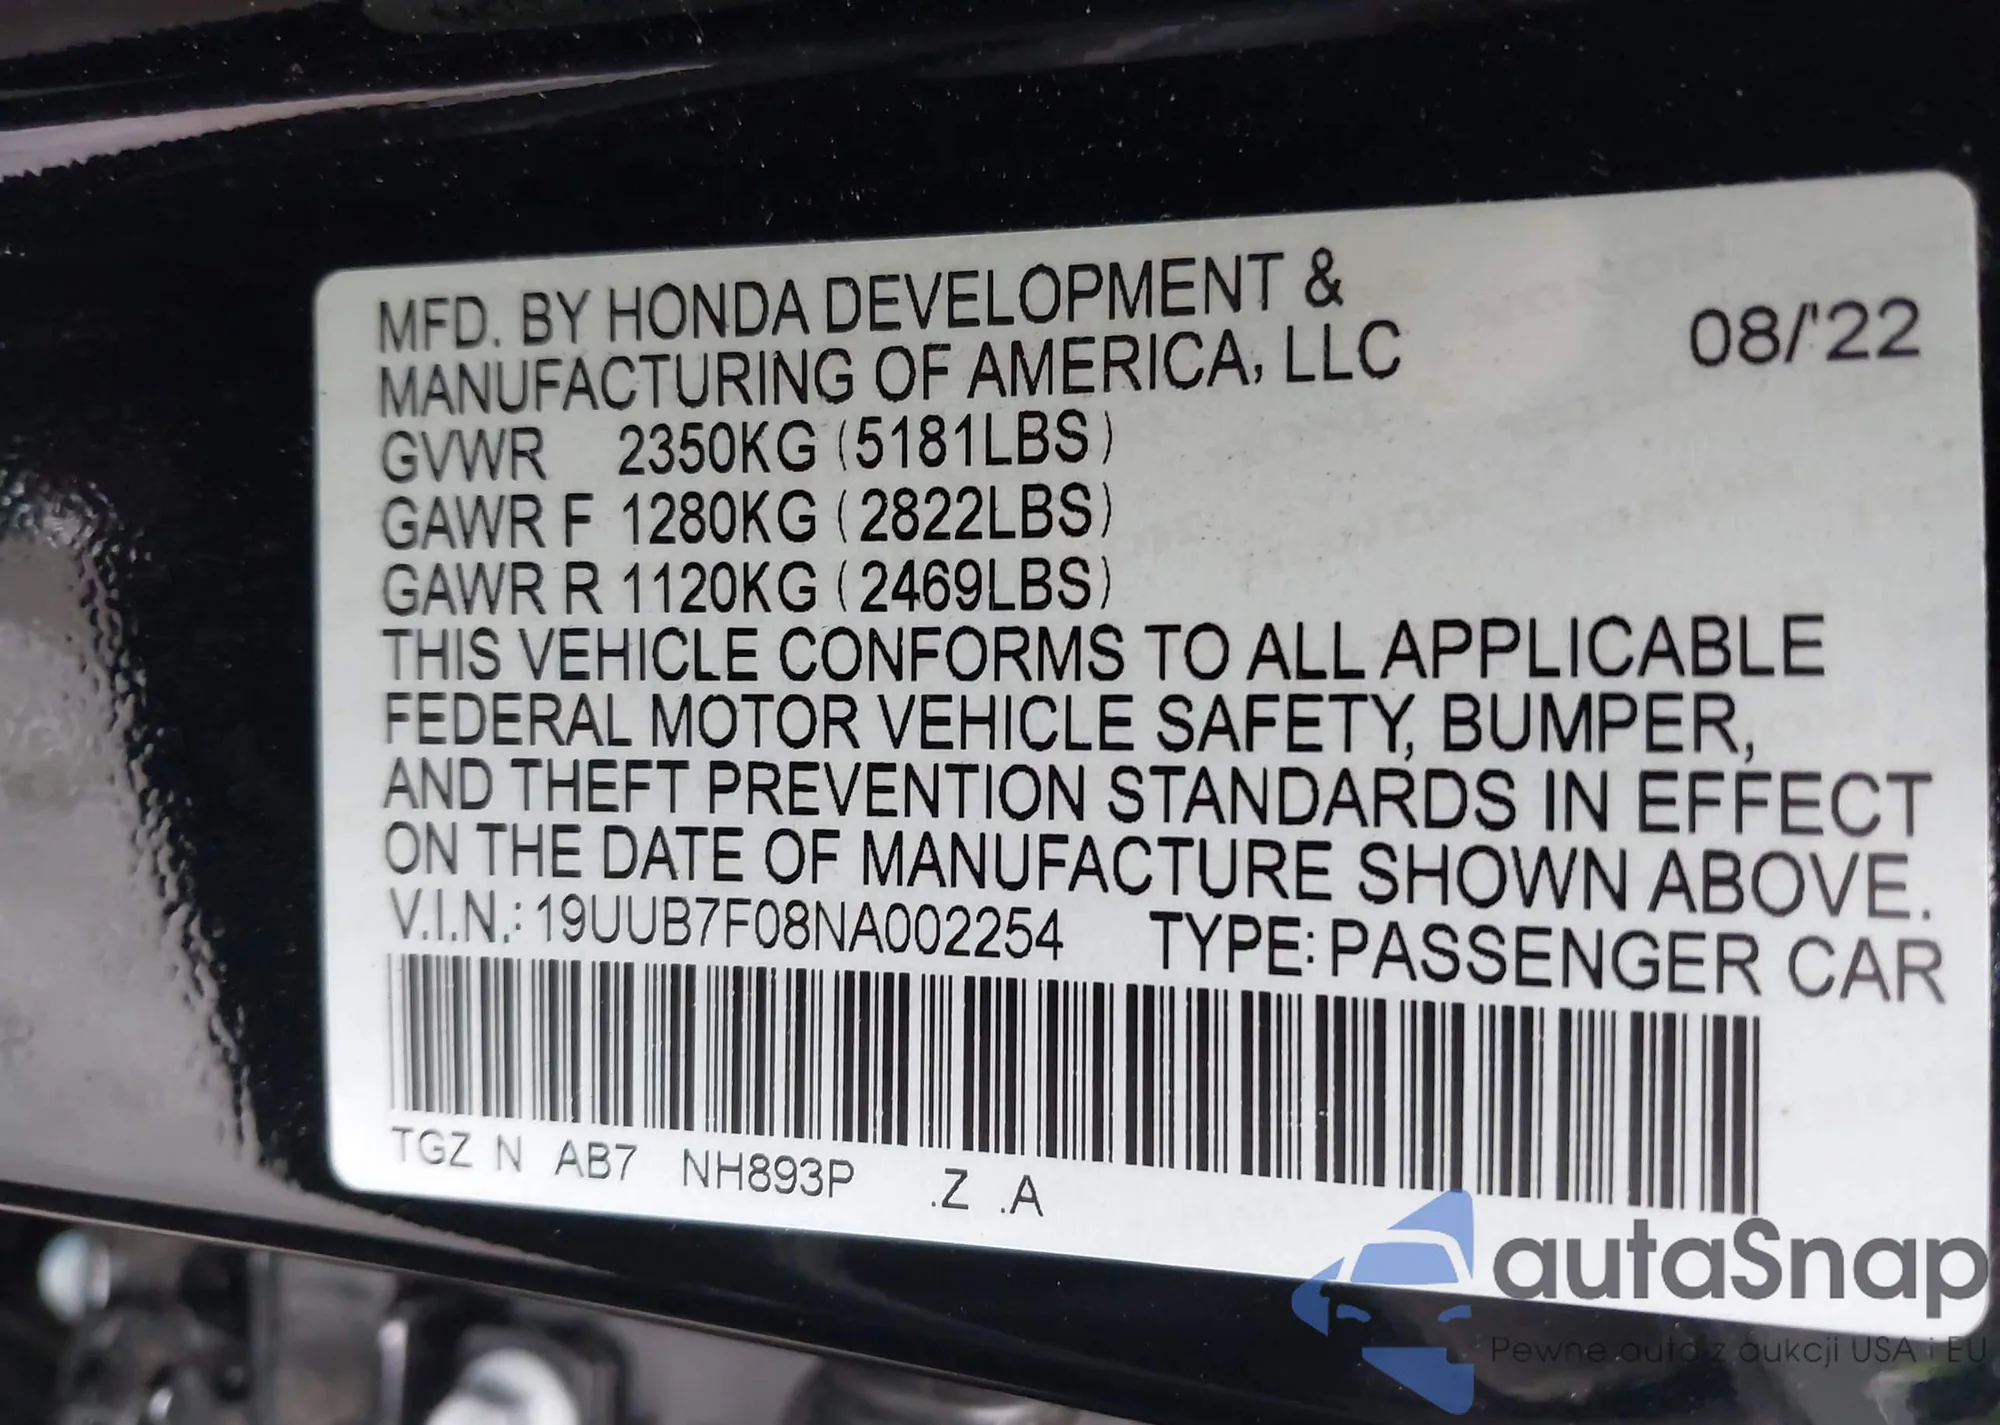 MFD. BY HONDA DEVELOPMENT &
MANUFACTURING OF AMERICA, LLC
08/'22
GVWR 2350KG (5181LBS)
GAWR F 1280KG (2822LBS)
GAWR R 1120KG (2469LBS)
THIS VEHICLE CONFORMS TO ALL APPLICABLE
FEDERAL MOTOR VEHICLE SAFETY, BUMPER,
AND THEFT PREVENTION STANDARDS IN EFFECT
ON THE DATE OF MANUFACTURE SHOWN ABOVE.
V.I.N.: 19UUB7F08NA002254 TYPE: PASSENGER CAR
TGZ N AB7 NH893P .Z .A
autaSnap
Pewne auta z aukcji USA i EU